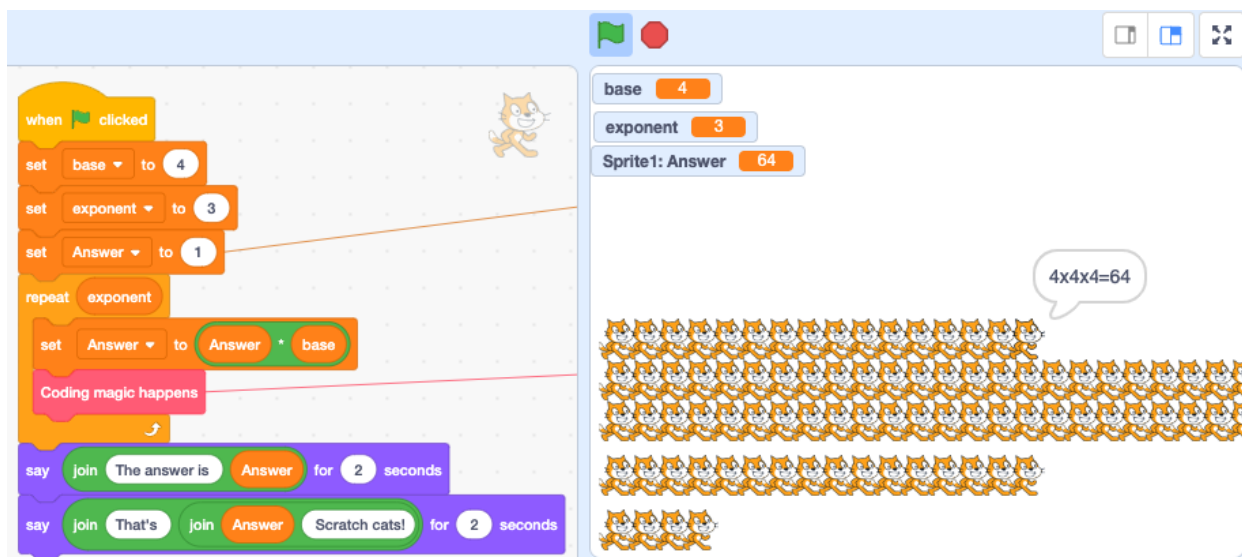 when clicked
set base to 4
set exponent to 3
set Answer to 1
repeat exponent
set Answer to Answer * base
Coding magic happens
say join The answer is Answer for 2 seconds
say join That's join Answer Scratch cats! for 2 seconds
base 4
exponent 3
Sprite1: Answer 64
4x4x4=64